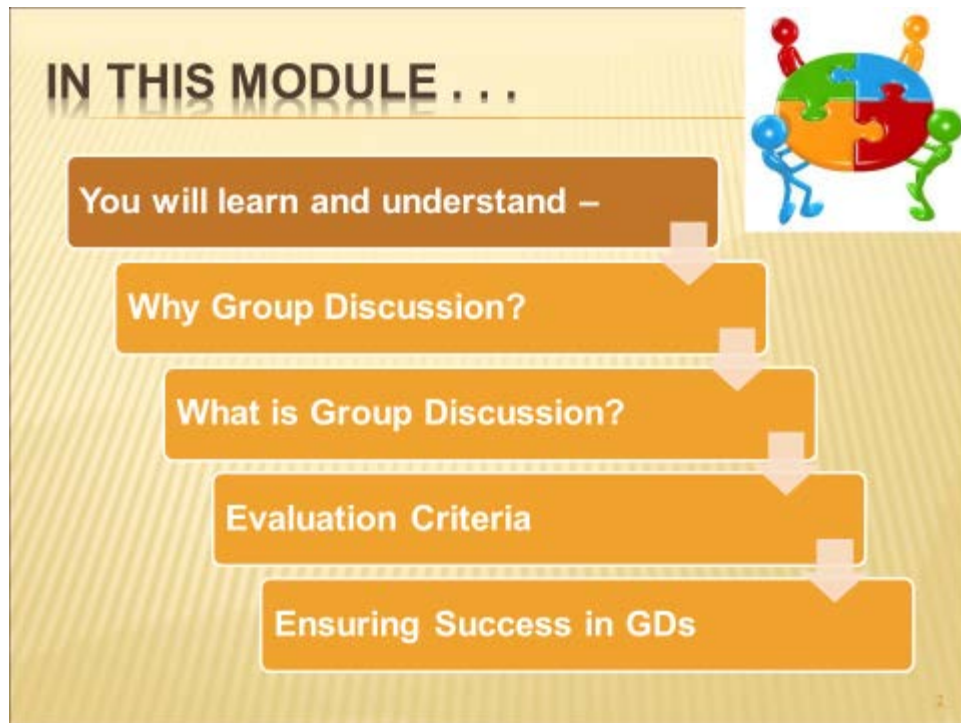 IN THIS MODULE . . .
You will learn and understand –
Why Group Discussion?
What is Group Discussion?
Evaluation Criteria
Ensuring Success in GDs
2